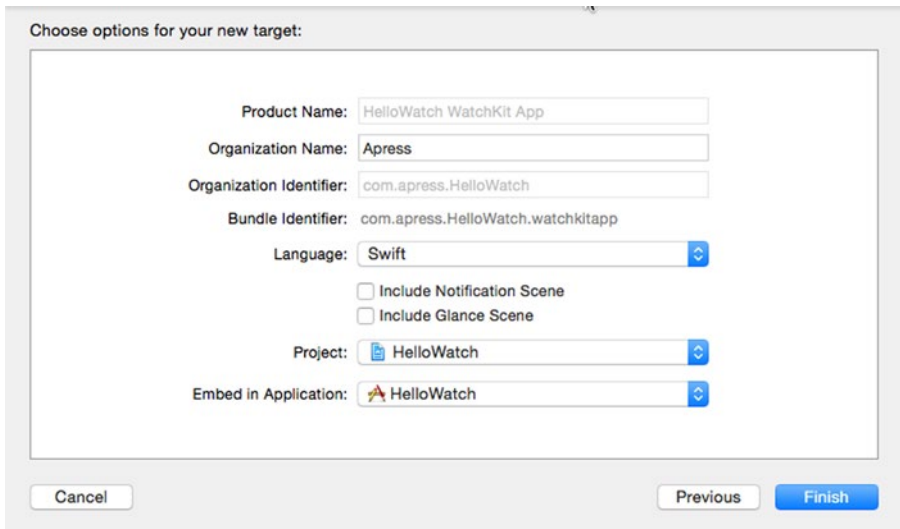 Choose options for your new target:
Product Name: HelloWatch WatchKit App
Organization Name: Apress
Organization Identifier: com.apress.HelloWatch
Bundle Identifier: com.apress.HelloWatch.watchkitapp
Language: Swift
Include Notification Scene
Include Glance Scene
Project: HelloWatch
Embed in Application: HelloWatch
Cancel Previous Finish